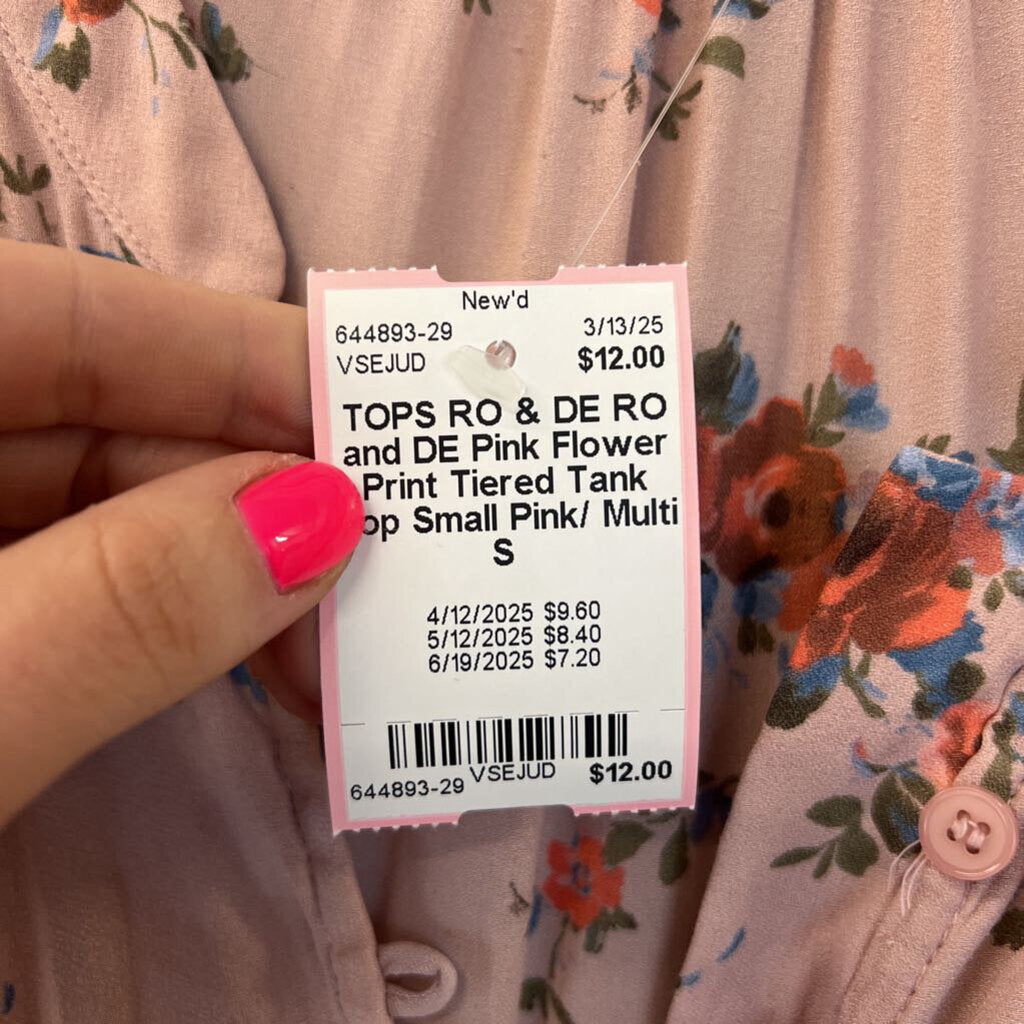 New'd
644893-29 3/13/25
VSEJUD $12.00
TOPS RO & DE RO
and DE Pink Flower
Print Tiered Tank
op Small Pink/ Multi
S
4/12/2025 $9.60
5/12/2025 $8.40
6/19/2025 $7.20
644893-29 VSEJUD $12.00